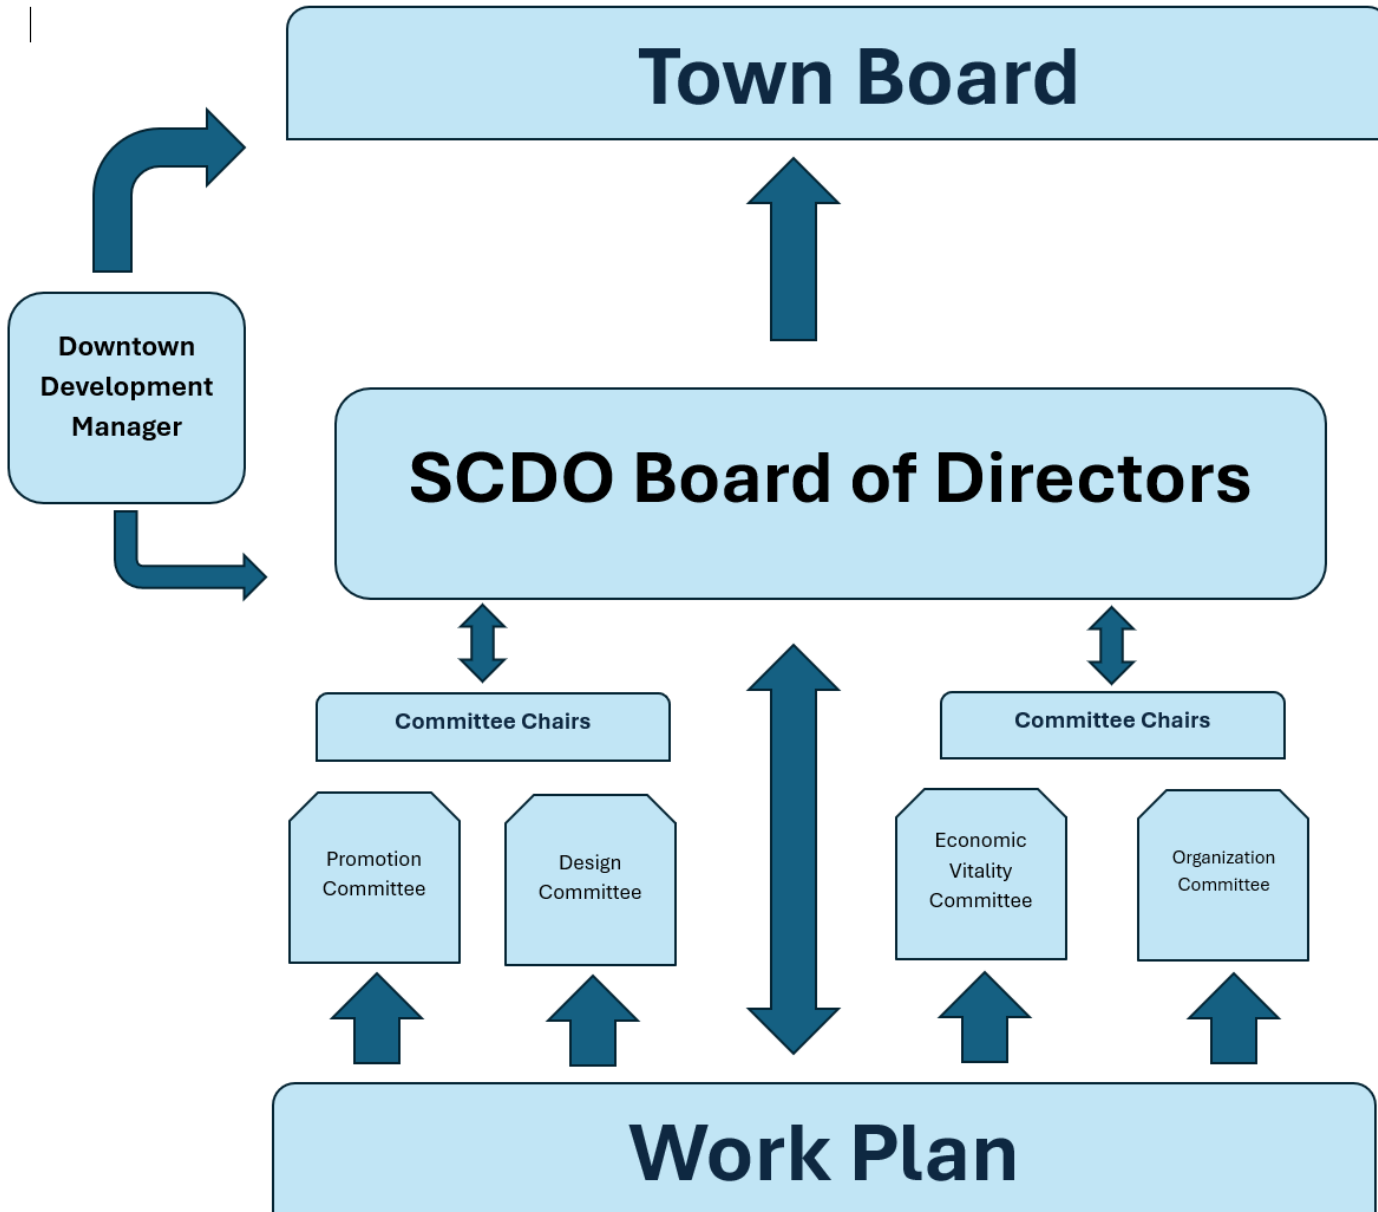 Town Board
Downtown
Development
Manager
SCDO Board of Directors
Committee Chairs
Committee Chairs
Promotion
Committee
Design
Committee
Economic
Vitality
Committee
Organization
Committee
Work Plan